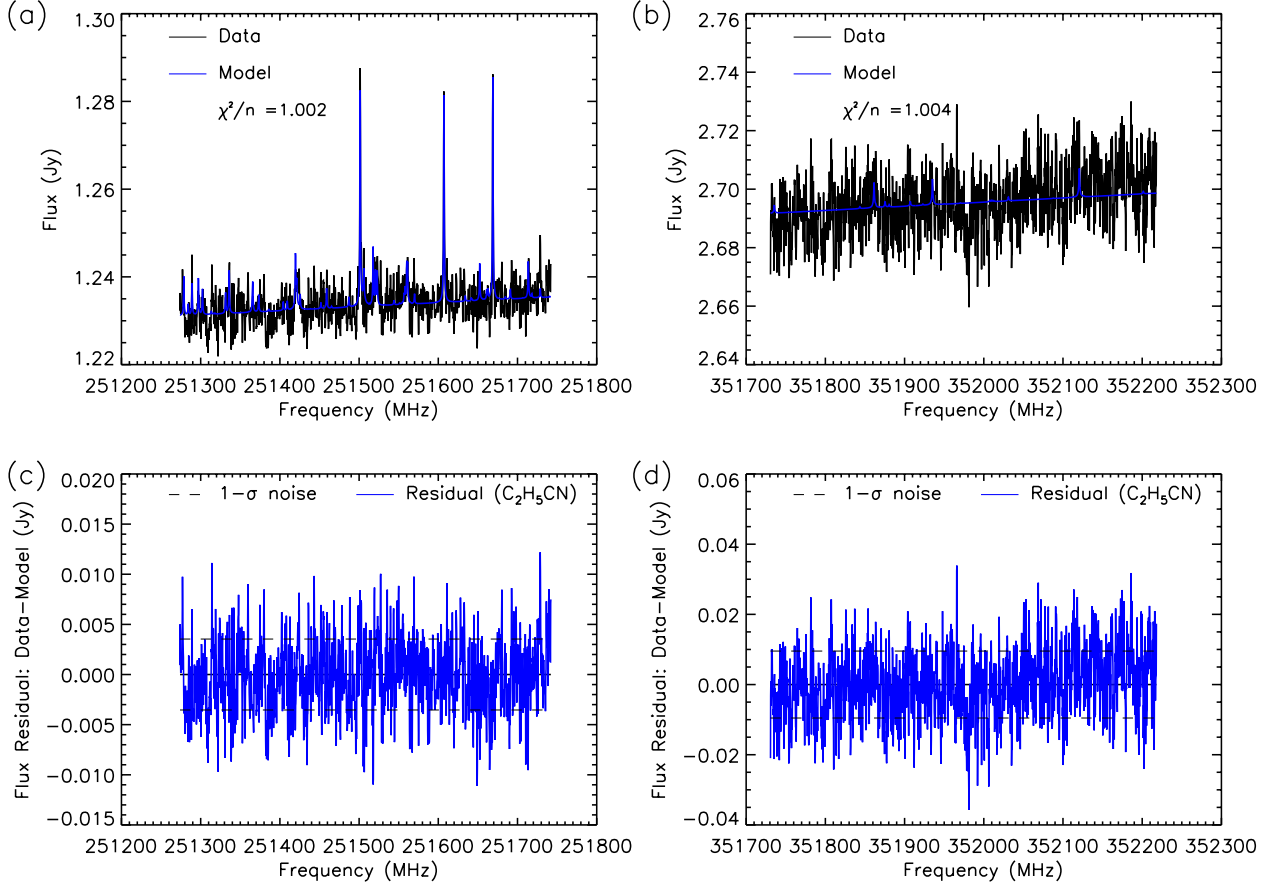 (a)
1.30
1.28
1.26
1.24
1.22
Flux (Jy)
Data
Model
χ²/n =1.002
251200 251300 251400 251500 251600 251700 251800
Frequency (MHz)
(b)
2.76
2.74
2.72
2.70
2.68
2.66
2.64
Flux (Jy)
Data
Model
χ²/n =1.004
351700 351800 351900 352000 352100 352200 352300
Frequency (MHz)
(c)
0.020
0.015
0.010
0.005
0.000
−0.005
−0.010
−0.015
Flux Residual: Data−Model (Jy)
1−σ noise
Residual (C₂H₅CN)
251200 251300 251400 251500 251600 251700 251800
Frequency (MHz)
(d)
0.06
0.04
0.02
0.00
−0.02
−0.04
Flux Residual: Data−Model (Jy)
1−σ noise
Residual (C₂H₅CN)
351700 351800 351900 352000 352100 352200 352300
Frequency (MHz)